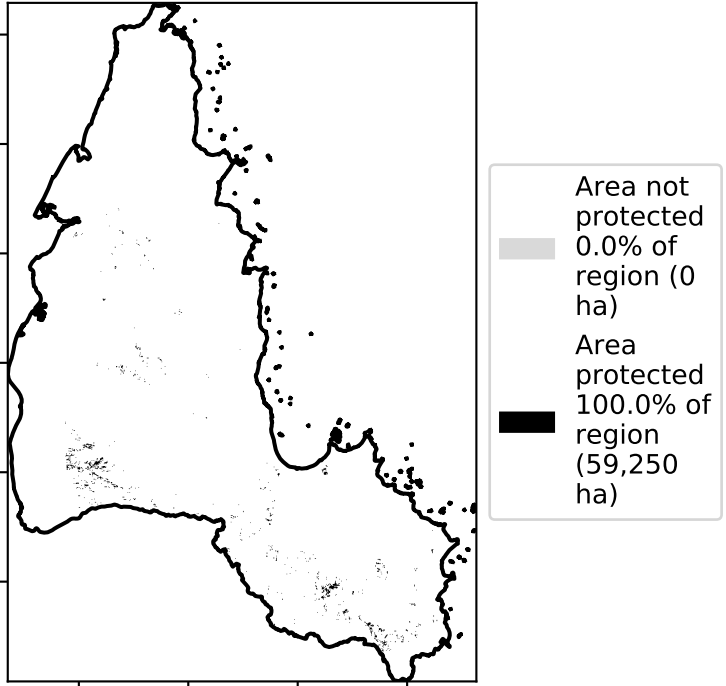 Area not
protected
0.0% of
region (0
ha)
Area
protected
100.0% of
region
(59,250
ha)